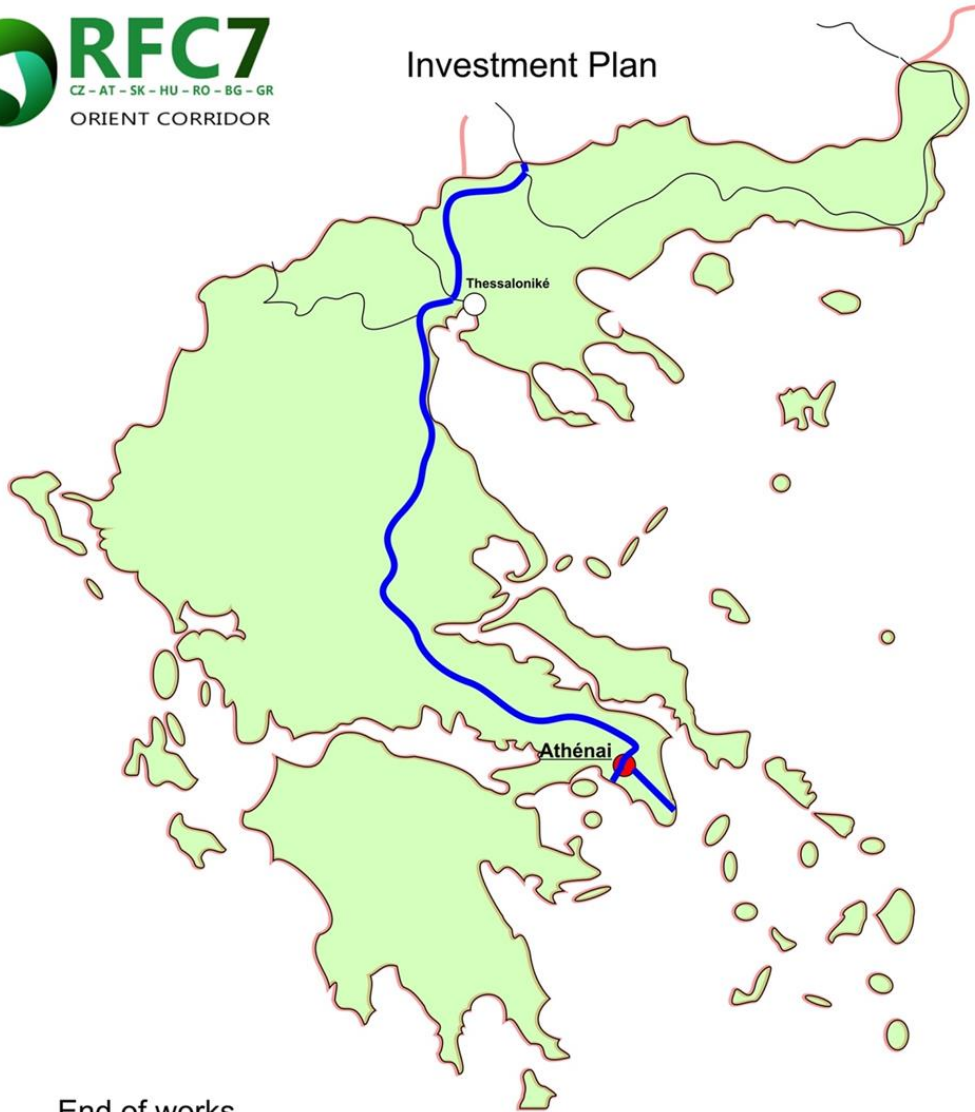 RFC7
CZ – AT – SK – HU – RO – BG – GR
ORIENT CORRIDOR
Investment Plan
Thessaloniké
Athénai
End of works